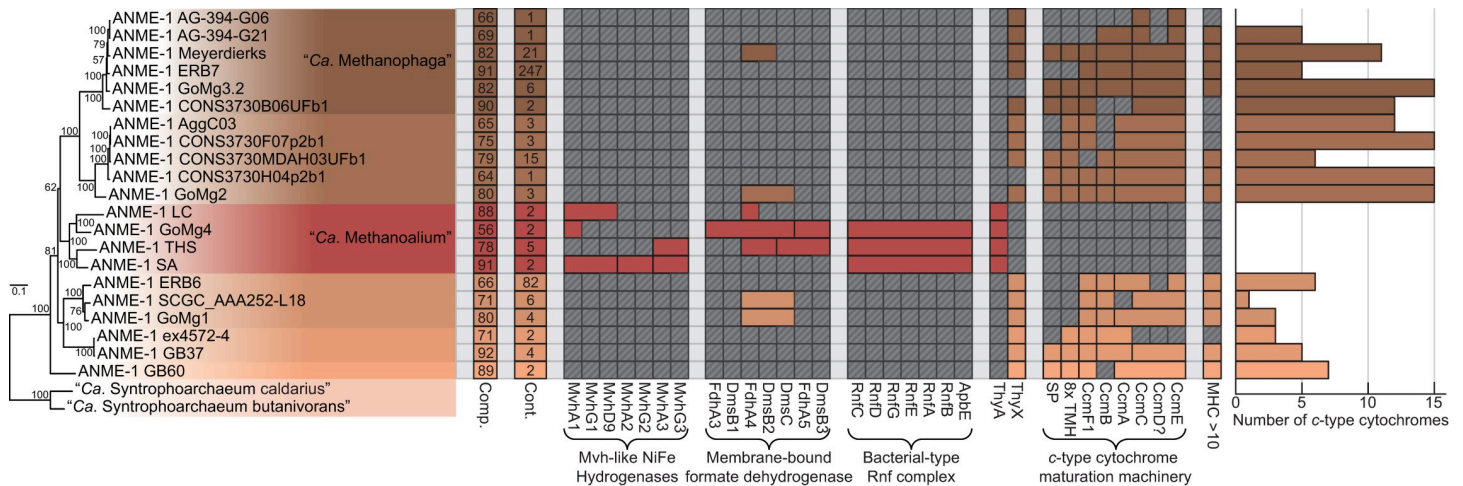 ANME-1 AG-394-G06 66 1
ANME-1 AG-394-G21 69 1
ANME-1 Meyerdierks 82 21
"Ca. Methanophaga"
ANME-1 ERB7 91 247
ANME-1 GoMg3.2 82 6
ANME-1 CONS3730B06UFb1 90 2
ANME-1 AggC03 65 3
ANME-1 CONS3730F07p2b1 75 3
ANME-1 CONS3730MDAH03UFb1 79 15
ANME-1 CONS3730H04p2b1 64 1
ANME-1 GoMg2 80 3
ANME-1 LC 88 2
ANME-1 GoMg4 "Ca. Methanoalium" 56 2
ANME-1 THS 78 5
ANME-1 SA 91 2
ANME-1 ERB6 66 82
ANME-1 SCGC_AAA252-L18 71 6
ANME-1 GoMg1 80 4
ANME-1 ex4572-4 71 2
ANME-1 GB37 92 4
ANME-1 GB60 89 2
"Ca. Syntrophoarchaeum caldarius"
"Ca. Syntrophoarchaeum butanivorans"
100
79
57
100
100
100
100
100
100
100
62
100
81
100
100
76
100
100
100
100
0.1
Comp.
Cont.
MvhA1
MvhG1
MvhD9
MvhA2
MvhG2
MvhA3
MvhG3
FdhA3
DmsB1
FdhA4
DmsB2
DmsC
FdhA5
DmsB3
RnfC
RnfD
RnfG
RnfE
RnfA
RnfB
ApbE
ThyA
ThyX
SP
8x TMH
CcmF1
CcmB
CcmA
CcmC
CcmD?
CcmE
MHC >10
0 5 10 15
Number of c-type cytochromes
Mvh-like NiFe
Hydrogenases
Membrane-bound
formate dehydrogenase
Bacterial-type
Rnf complex
c-type cytochrome
maturation machinery